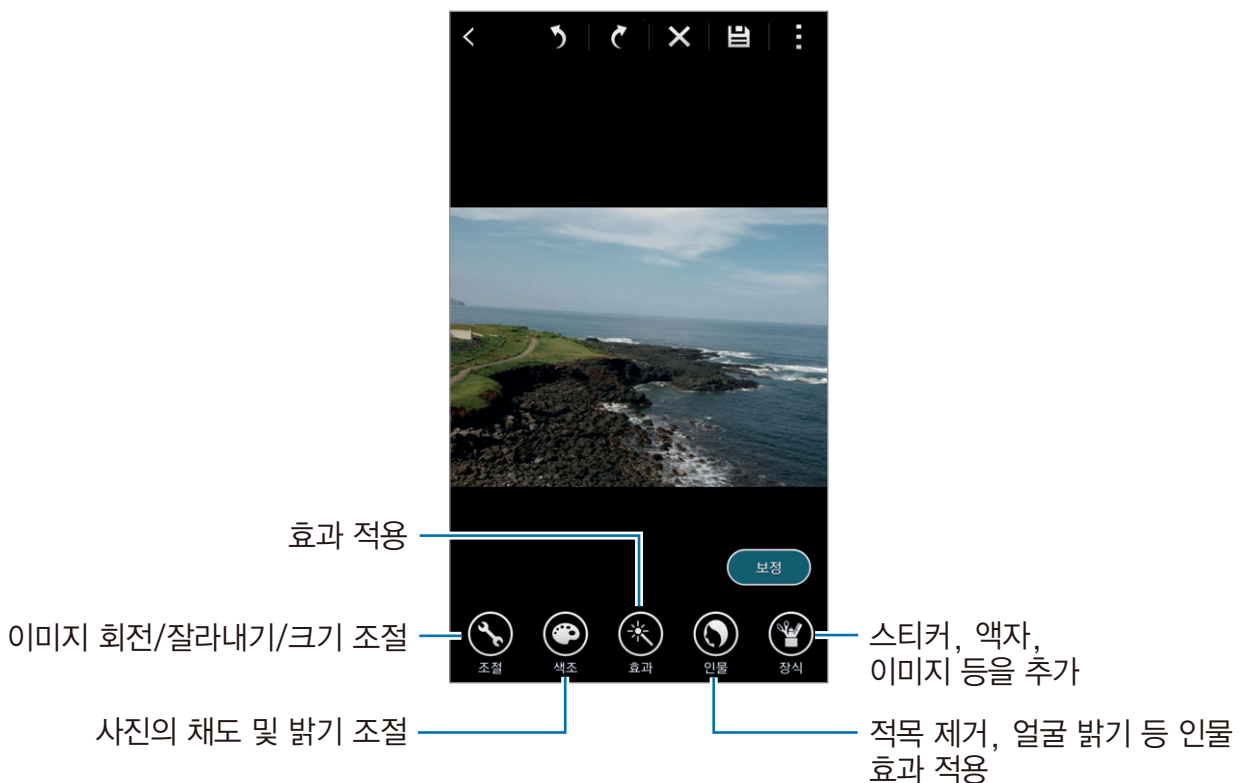 효과 적용
보정
이미지 회전/잘라내기/크기 조절
조절
색조
효과
인물
장식
스티커, 액자,
이미지 등을 추가
사진의 채도 및 밝기 조절
적목 제거, 얼굴 밝기 등 인물
효과 적용